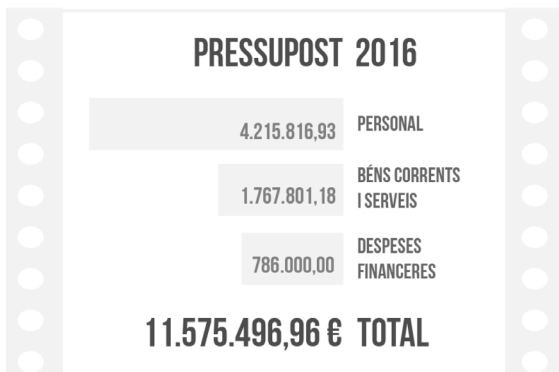 PRESSUPOST 2016
4.215.816,93 PERSONAL
1.767.801,18 BÉNS CORRENTS
I SERVEIS
786.000,00 DESPESES
FINANCERES
11.575.496,96 € TOTAL